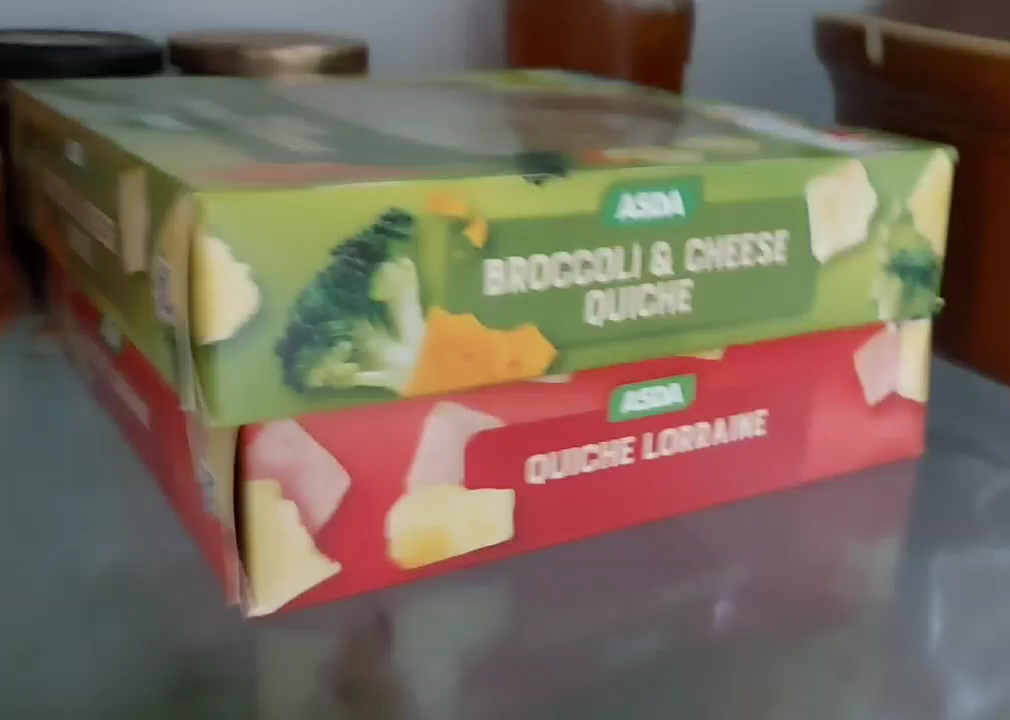 ASDA
BROCCOLI & CHEESE
QUICHE
ASDA
QUICHE LORRAINE